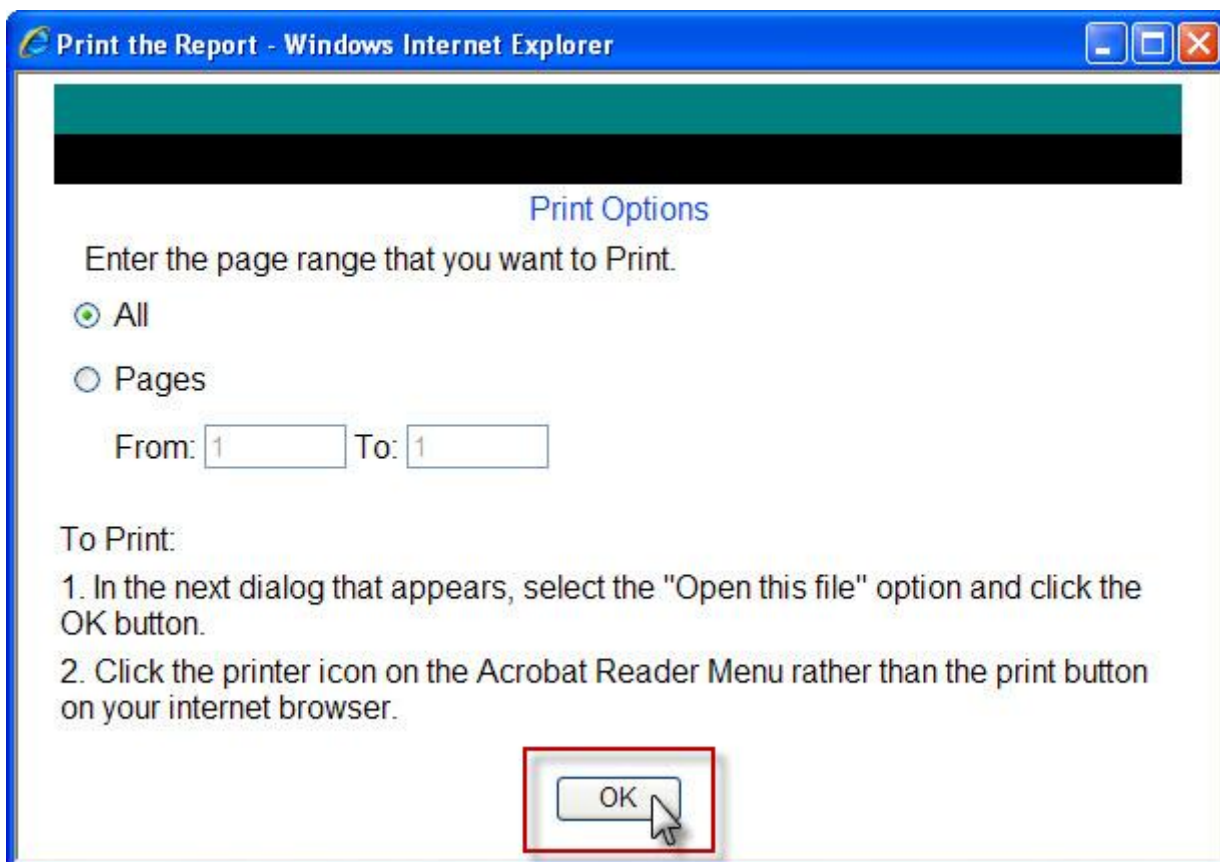 Print the Report - Windows Internet Explorer
Print Options
Enter the page range that you want to Print.
All
Pages
From: 1 To: 1
To Print:
1. In the next dialog that appears, select the "Open this file" option and click the
OK button.
2. Click the printer icon on the Acrobat Reader Menu rather than the print button
on your internet browser.
OK